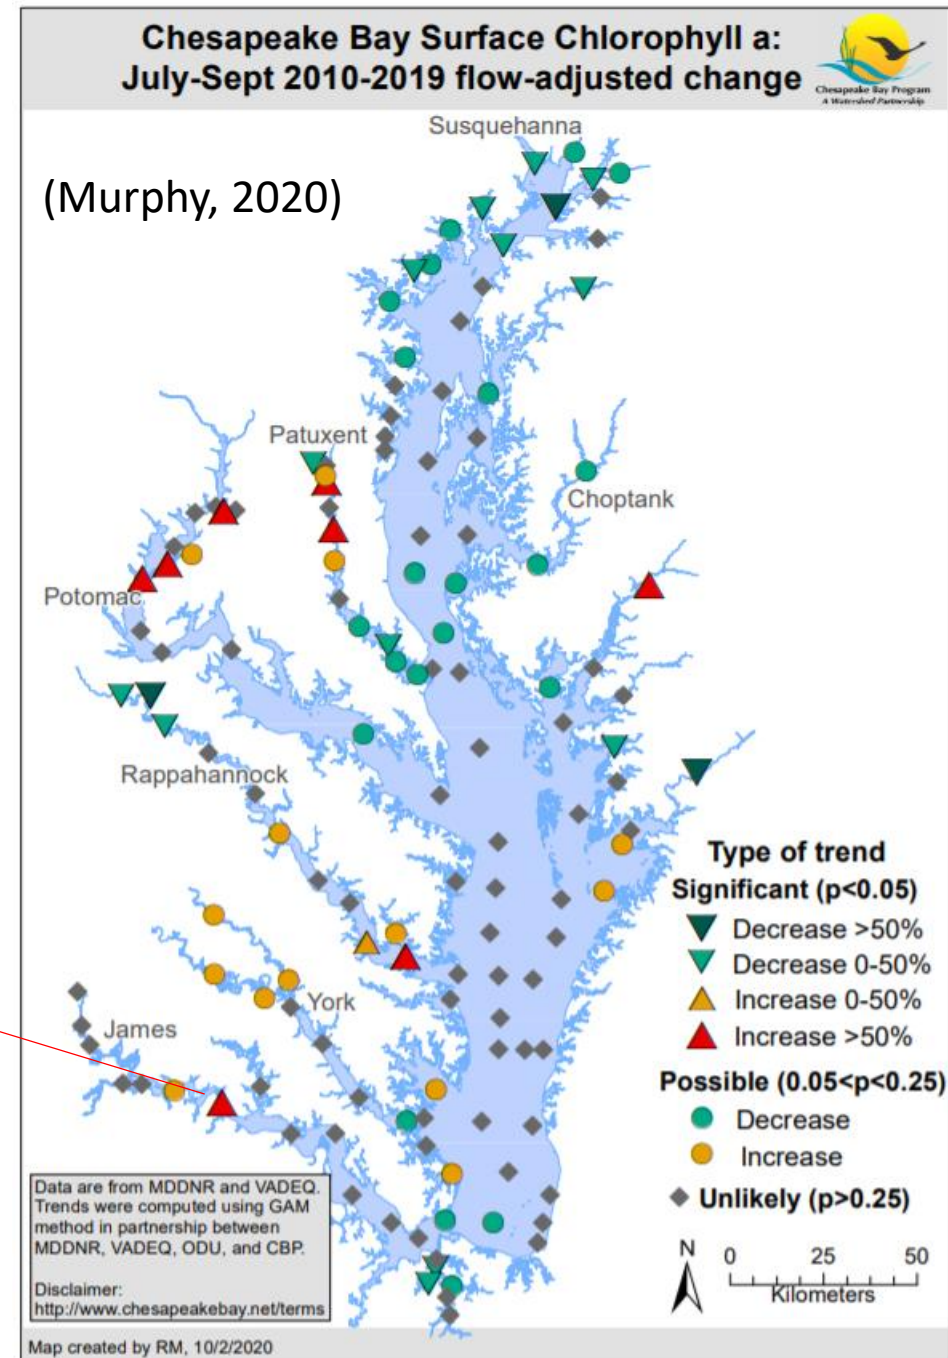 Chesapeake Bay Surface Chlorophyll a:
July-Sept 2010-2019 flow-adjusted change
Chesapeake Bay Program
A Watershed Partnership
Susquehanna
(Murphy, 2020)
Patuxent
Choptank
Potomac
Rappahannock
York
James
Type of trend
Significant (p<0.05)
Decrease >50%
Decrease 0-50%
Increase 0-50%
Increase >50%
Possible (0.05<p<0.25)
Decrease
Increase
Unlikely (p>0.25)
Data are from MDDNR and VADEQ.
Trends were computed using GAM
method in partnership between
MDDNR, VADEQ, ODU, and CBP.
Disclaimer:
http://www.chesapeakebay.net/terms
N
0 25 50
Kilometers
Map created by RM, 10/2/2020